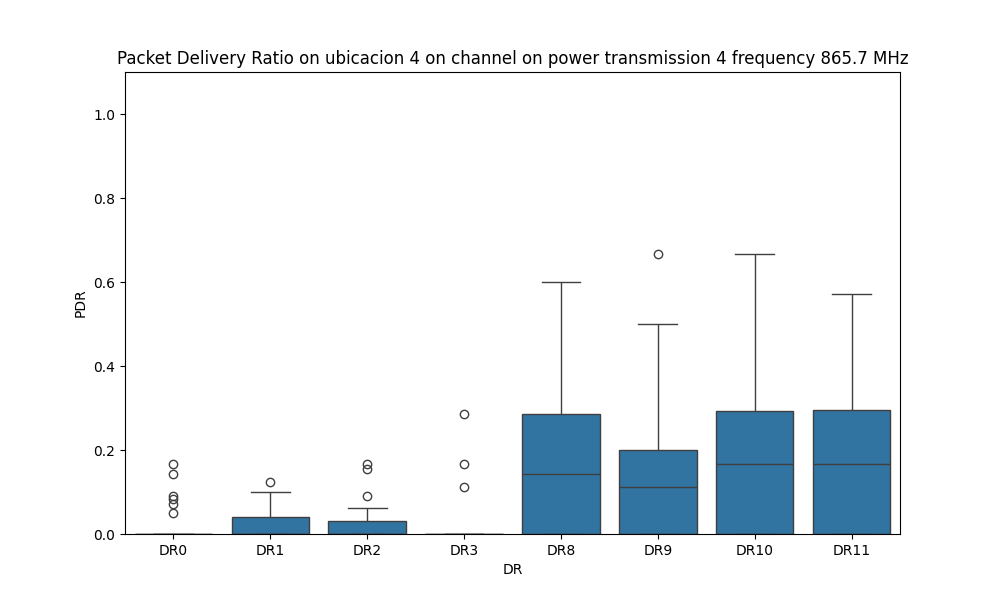 Packet Delivery Ratio on ubicacion 4 on channel on power transmission 4 frequency 865.7 MHz
1.0
0.8
0.6
0.4
0.2
0.0
PDR
DR0 DR1 DR2 DR3 DR8 DR9 DR10 DR11
DR